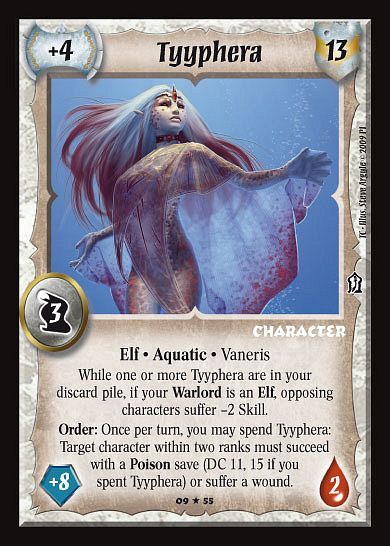 +4
Tyyphera
13
TC • Illus. Steve Argyle © 2009 PI
3
CHARACTER
Elf • Aquatic • Vaneris
While one or more Tyyphera are in your
discard pile, if your Warlord is an Elf, opposing
characters suffer –2 Skill.
Order: Once per turn, you may spend Tyyphera:
Target character within two ranks must succeed
with a Poison save (DC 11, 15 if you
spent Tyyphera) or suffer a wound.
+8
2
09 ★ 55